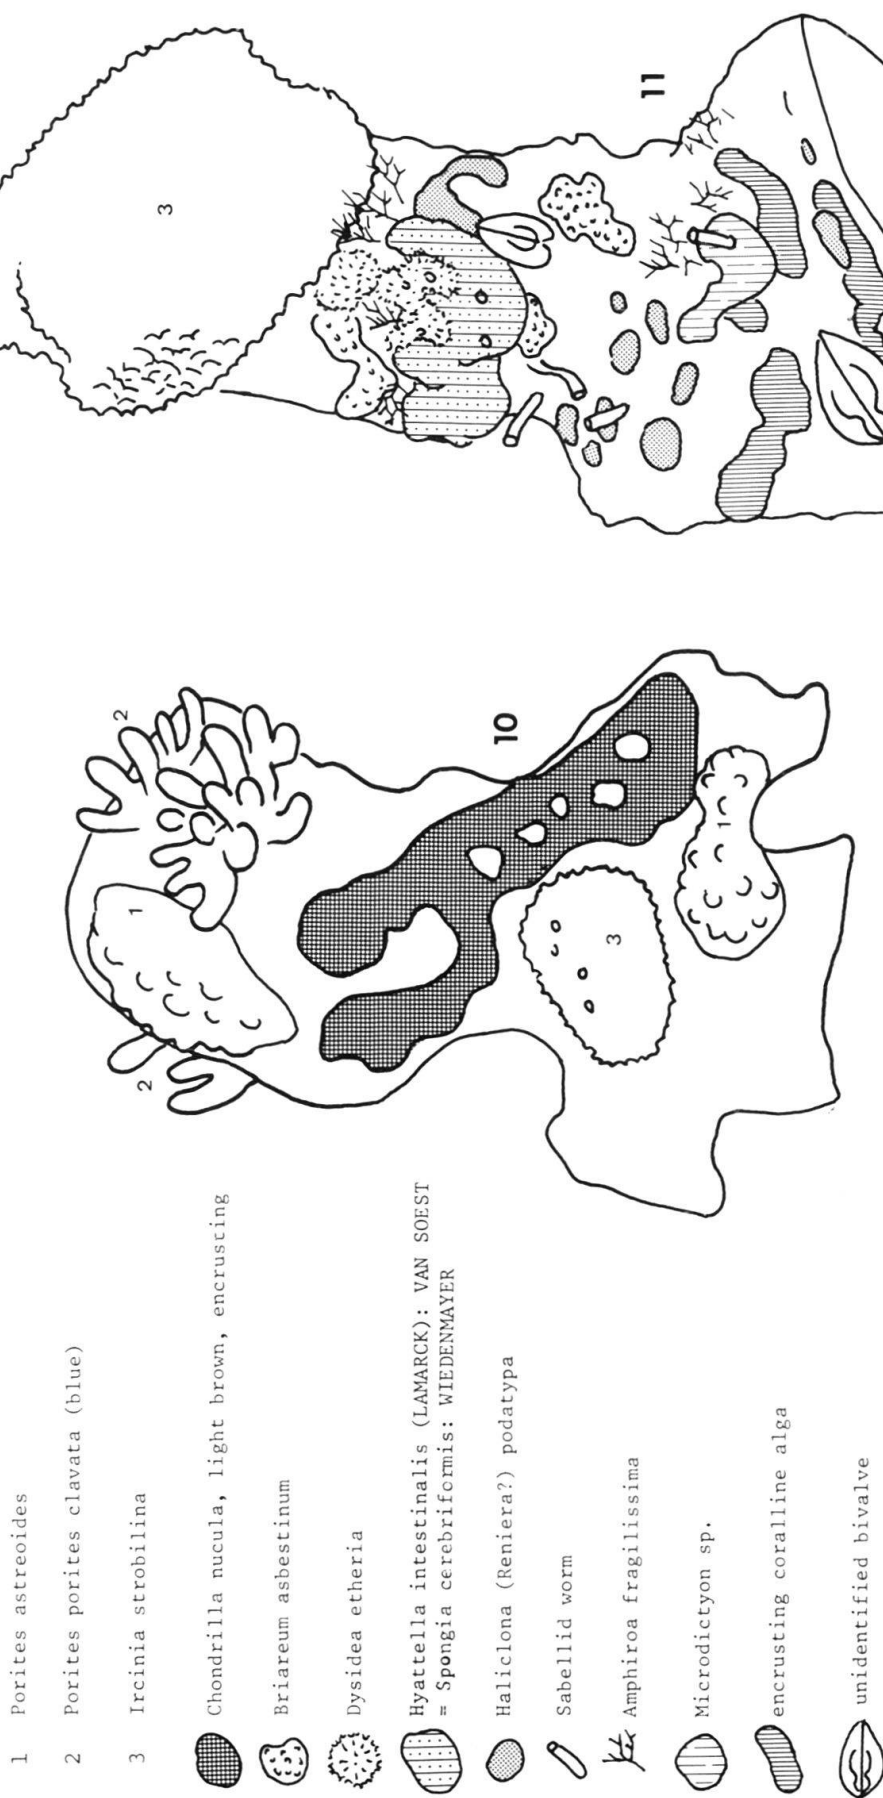 1 Porites astreoides
2 Porites porites clavata (blue)
3 Ircinia strobilina
Chondrilla nucula, light brown, encrusting
Briareum asbestinum
Dysidea etheria
Hyattella intestinalis (LAMARCK): VAN SOEST
= Spongia cerebriformis: WIEDENMAYER
Haliclona (Reniera?) podatypa
Sabellid worm
Amphiroa fragilissima
Microdictyon sp.
encrusting coralline alga
unidentified bivalve
2
1
2
10
3
1
3
11